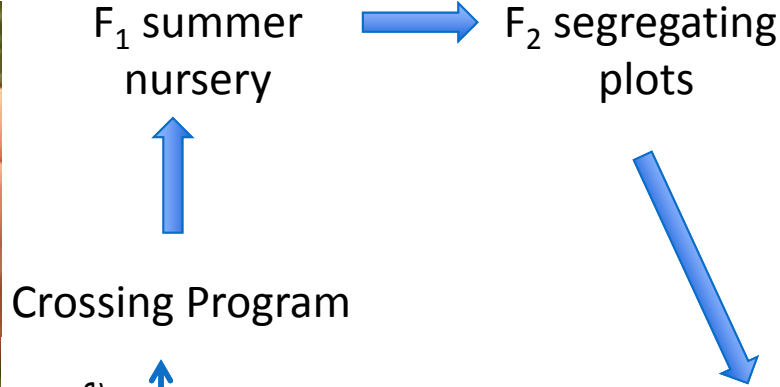 F₁ summer
nursery
F₂ segregating
plots
Crossing Program